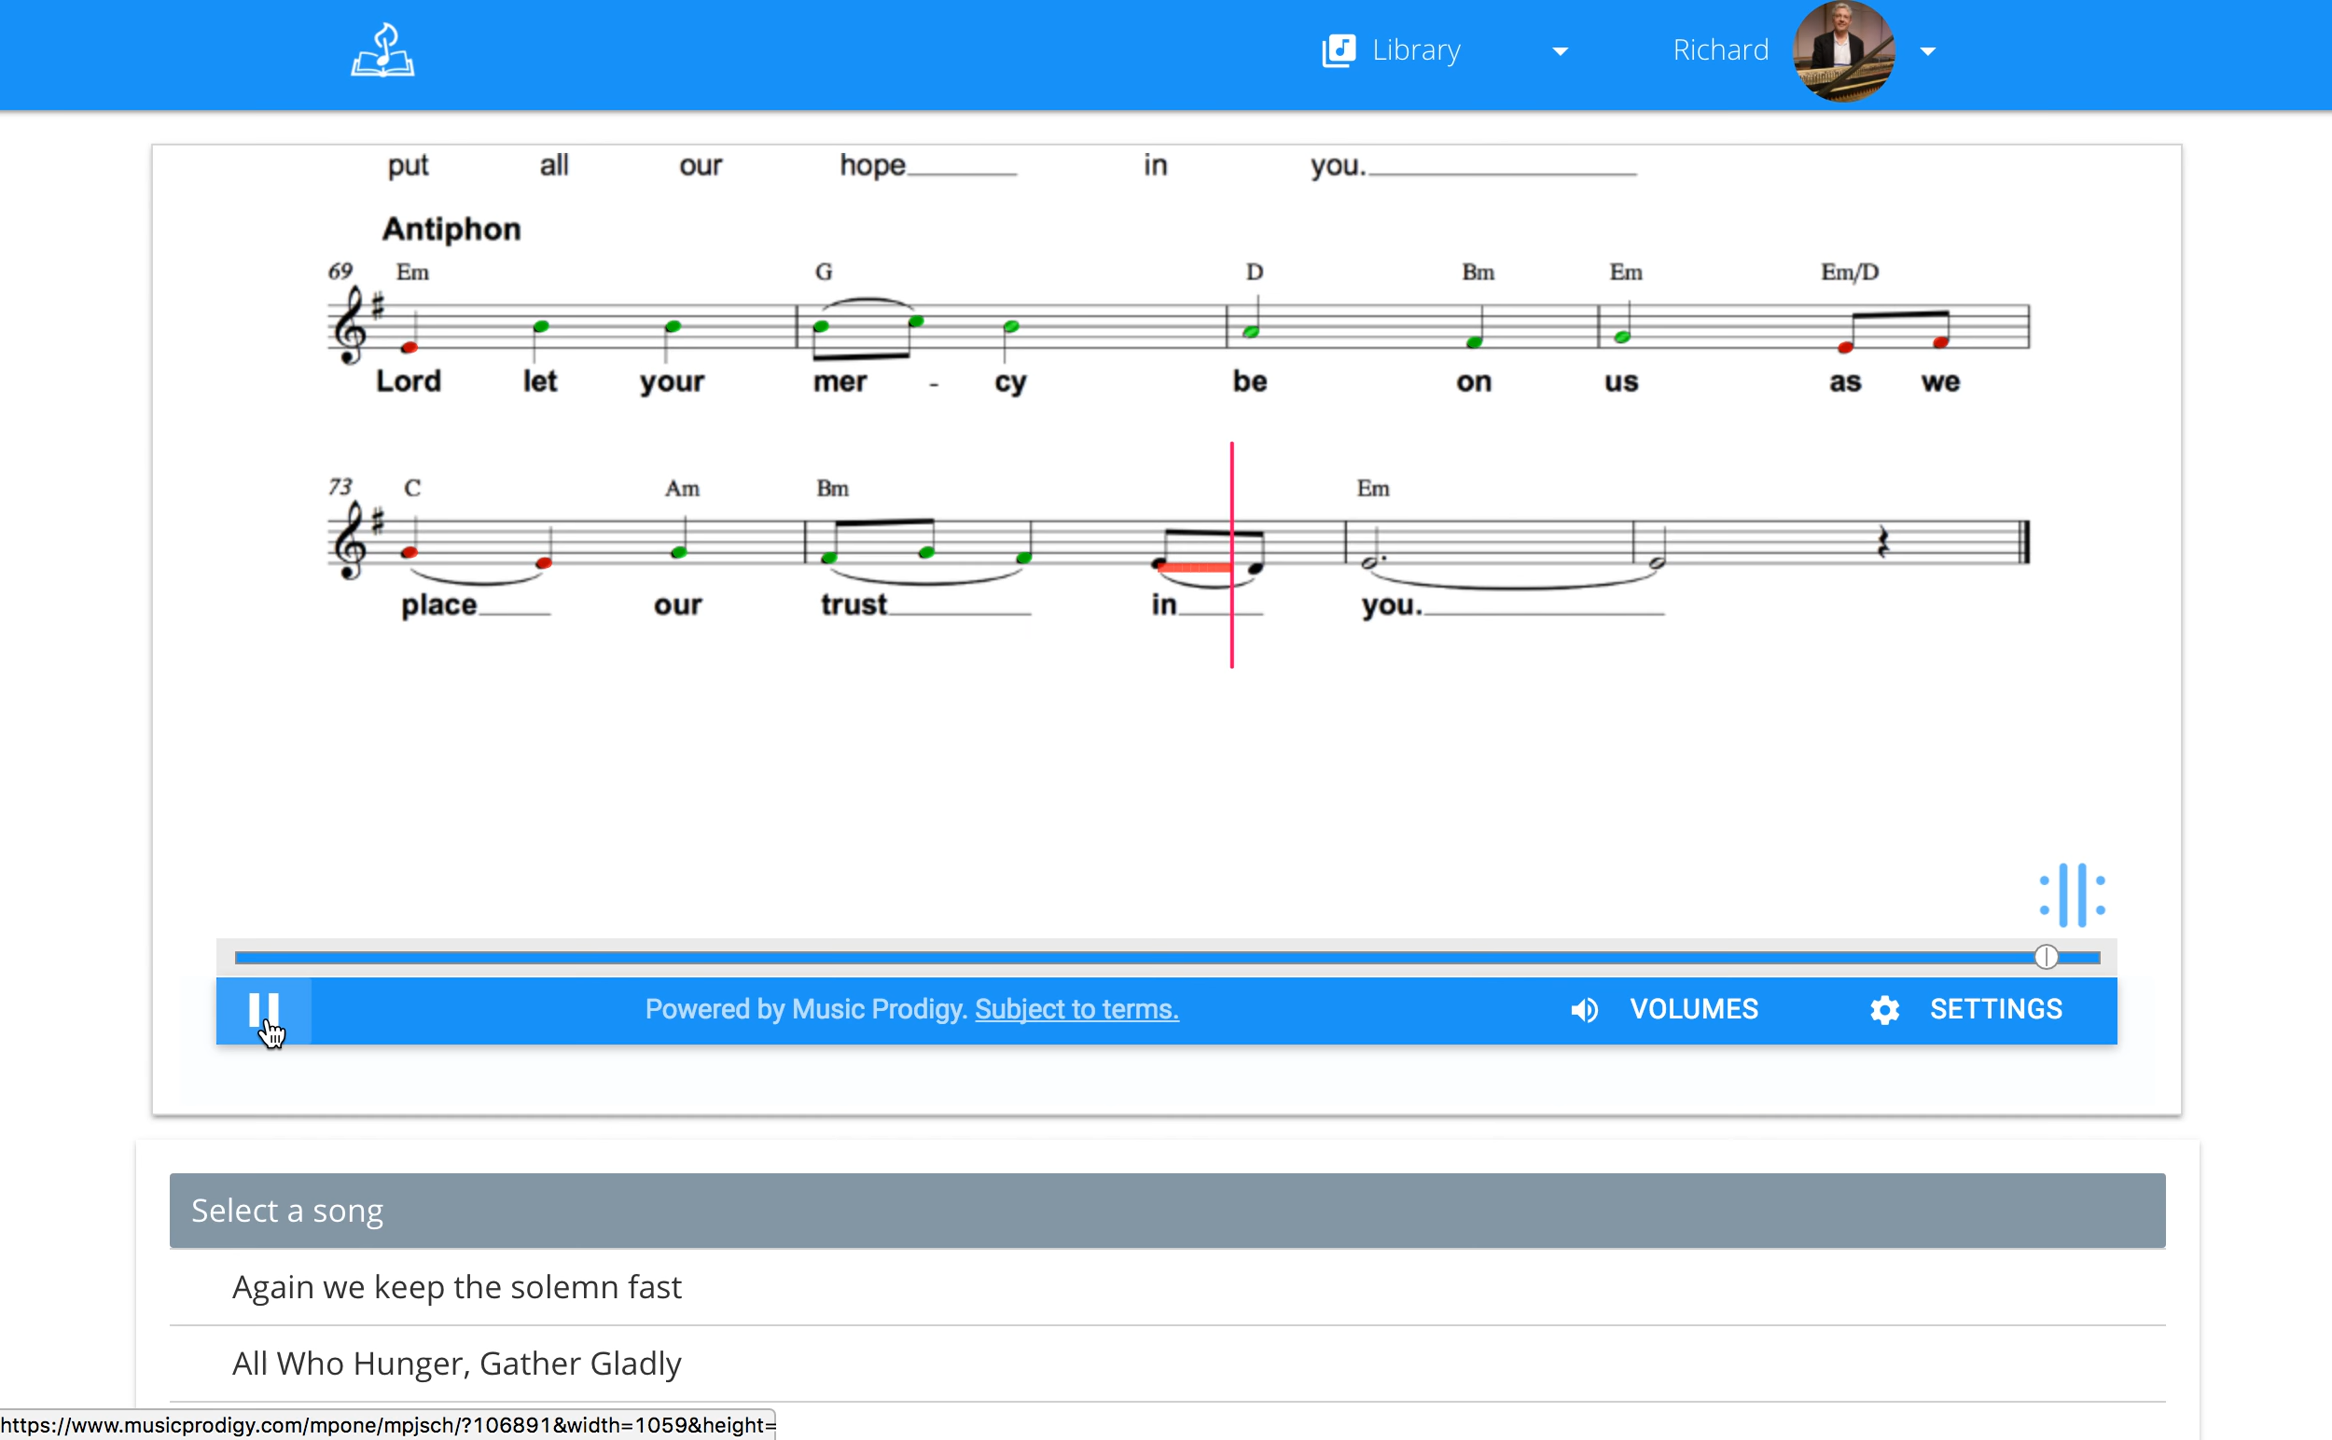 Library
Richard
put all our hope in you.
Antiphon
69 Em G D Bm Em Em/D
Lord let your mer - cy be on us as we
73 C Am Bm Em
place our trust in you.
Powered by Music Prodigy. Subject to terms.
VOLUMES
SETTINGS
Select a song
Again we keep the solemn fast
All Who Hunger, Gather Gladly
https://www.musicprodigy.com/mpone/mpjsch/?106891&width=1059&height=